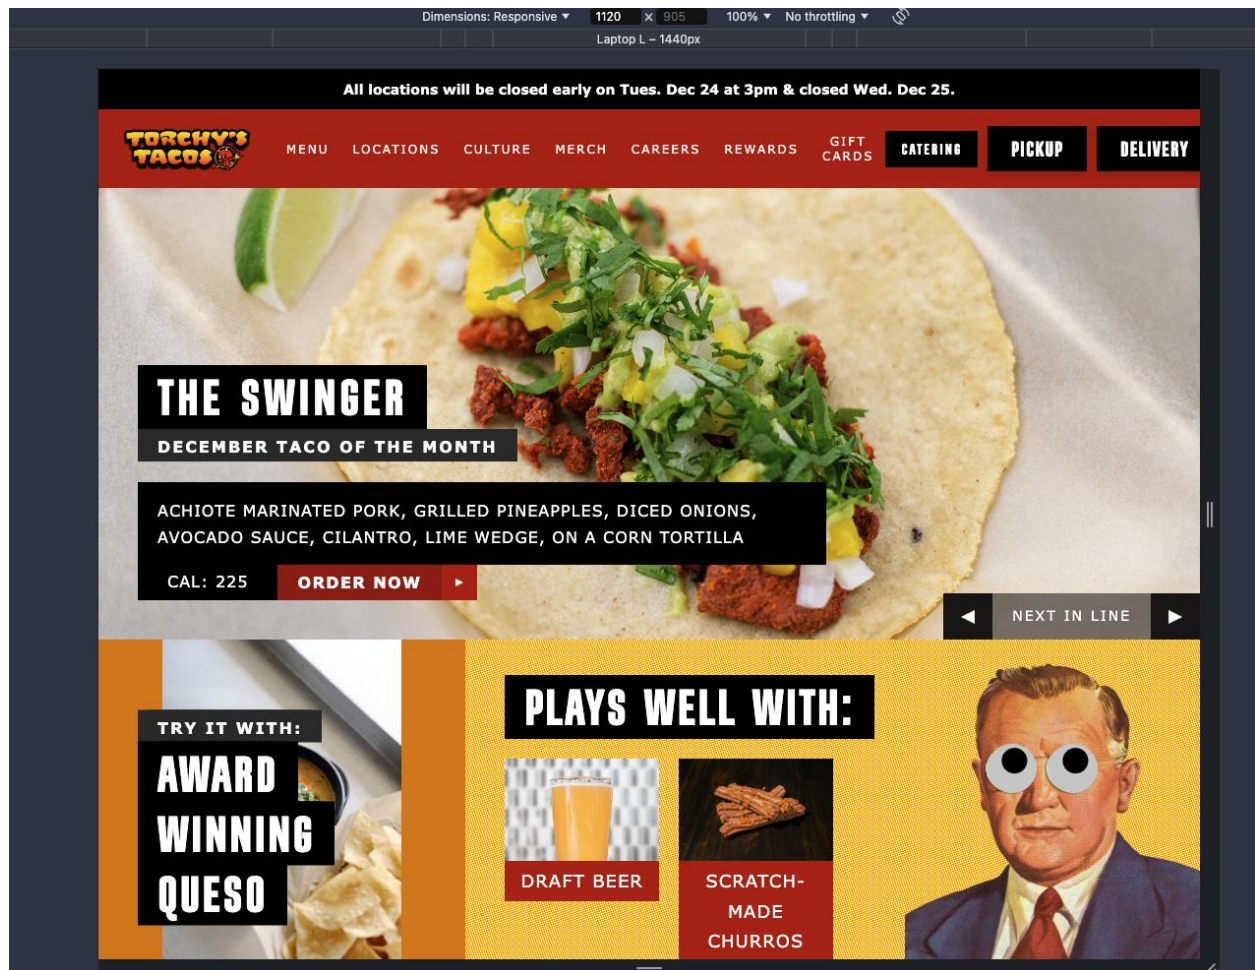 Dimensions: Responsive ▼ 1120 × 905 100% ▼ No throttling ▼
Laptop L – 1440px
All locations will be closed early on Tues. Dec 24 at 3pm & closed Wed. Dec 25.
TORCHY'S
TACOS
MENU LOCATIONS CULTURE MERCH CAREERS REWARDS GIFT CARDS CATERING PICKUP DELIVERY
THE SWINGER
DECEMBER TACO OF THE MONTH
ACHIOTE MARINATED PORK, GRILLED PINEAPPLES, DICED ONIONS,
AVOCADO SAUCE, CILANTRO, LIME WEDGE, ON A CORN TORTILLA
CAL: 225 ORDER NOW ▸
◀ NEXT IN LINE ▶
TRY IT WITH:
AWARD
WINNING
QUESO
PLAYS WELL WITH:
DRAFT BEER
SCRATCH-
MADE
CHURROS